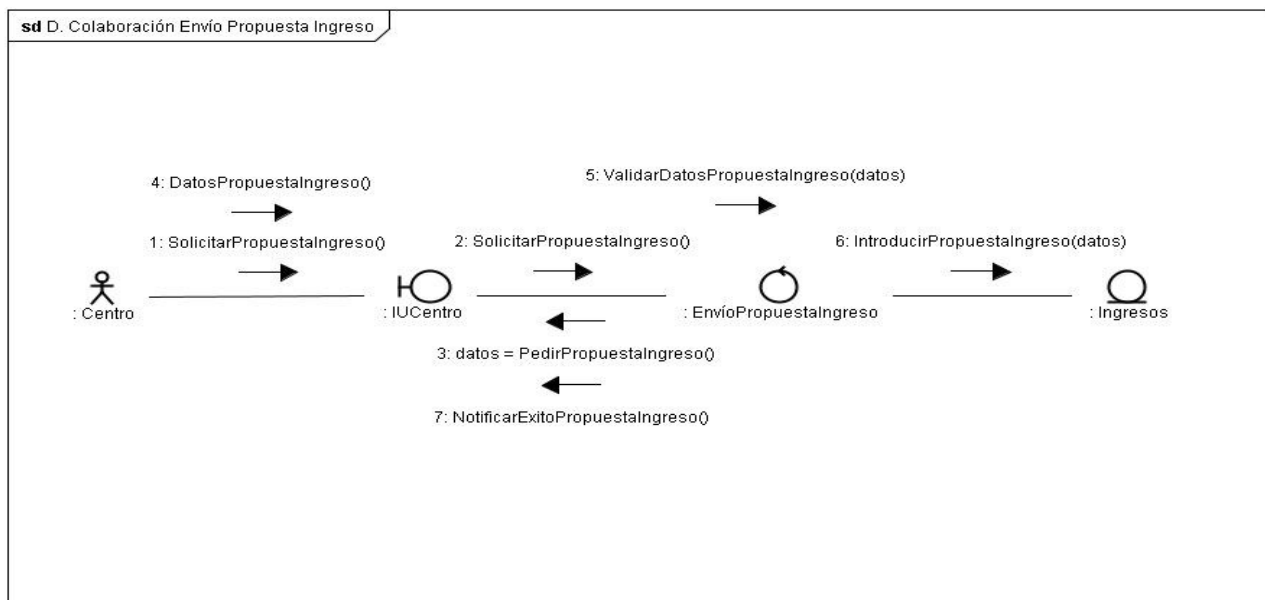 sd D. Colaboración Envío Propuesta Ingreso
5: ValidarDatosPropuestaIngreso(datos)
4: DatosPropuestaIngreso()
1: SolicitarPropuestaIngreso()
2: SolicitarPropuestaIngreso()
6: IntroducirPropuestaIngreso(datos)
: Centro
: IUCentro
: EnvíoPropuestaIngreso
: Ingresos
3: datos = PedirPropuestaIngreso()
7: NotificarExitoPropuestaIngreso()